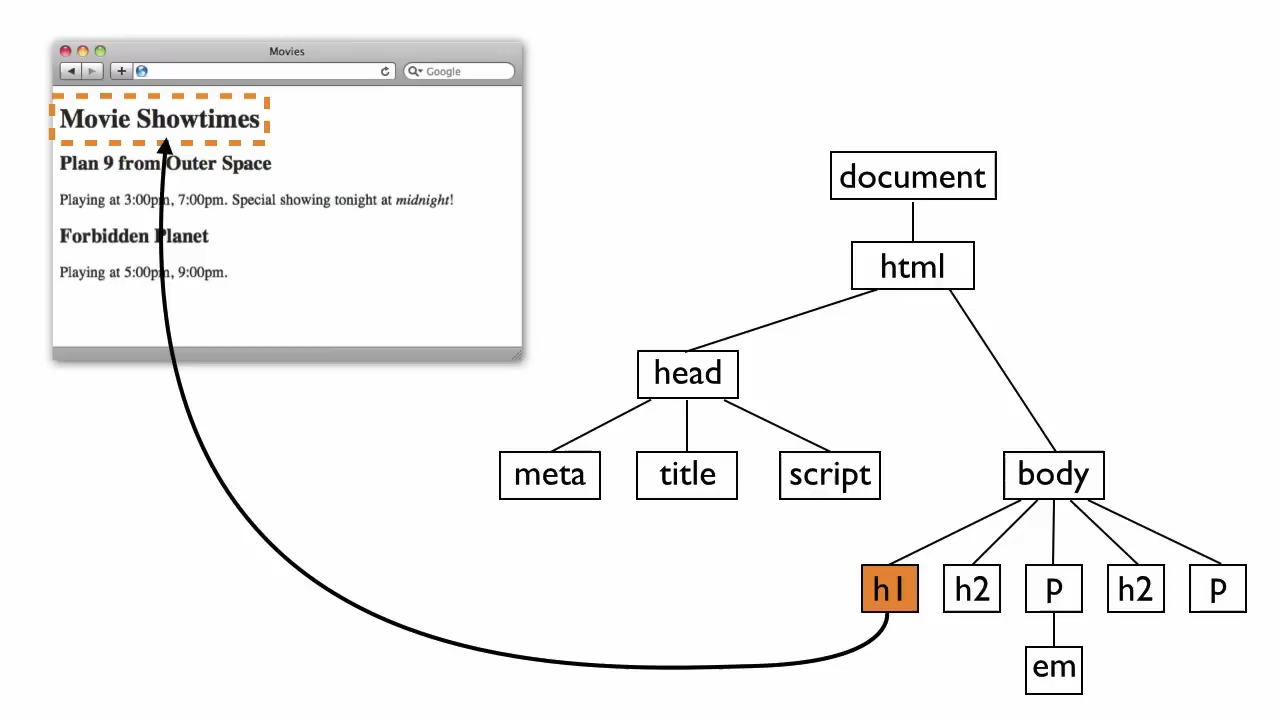 Movies
Google
Movie Showtimes
Plan 9 from Outer Space
Playing at 3:00pm, 7:00pm. Special showing tonight at midnight!
Forbidden Planet
Playing at 5:00pm, 9:00pm.
document
html
head
meta title script
body
h1 h2 p h2 p
em